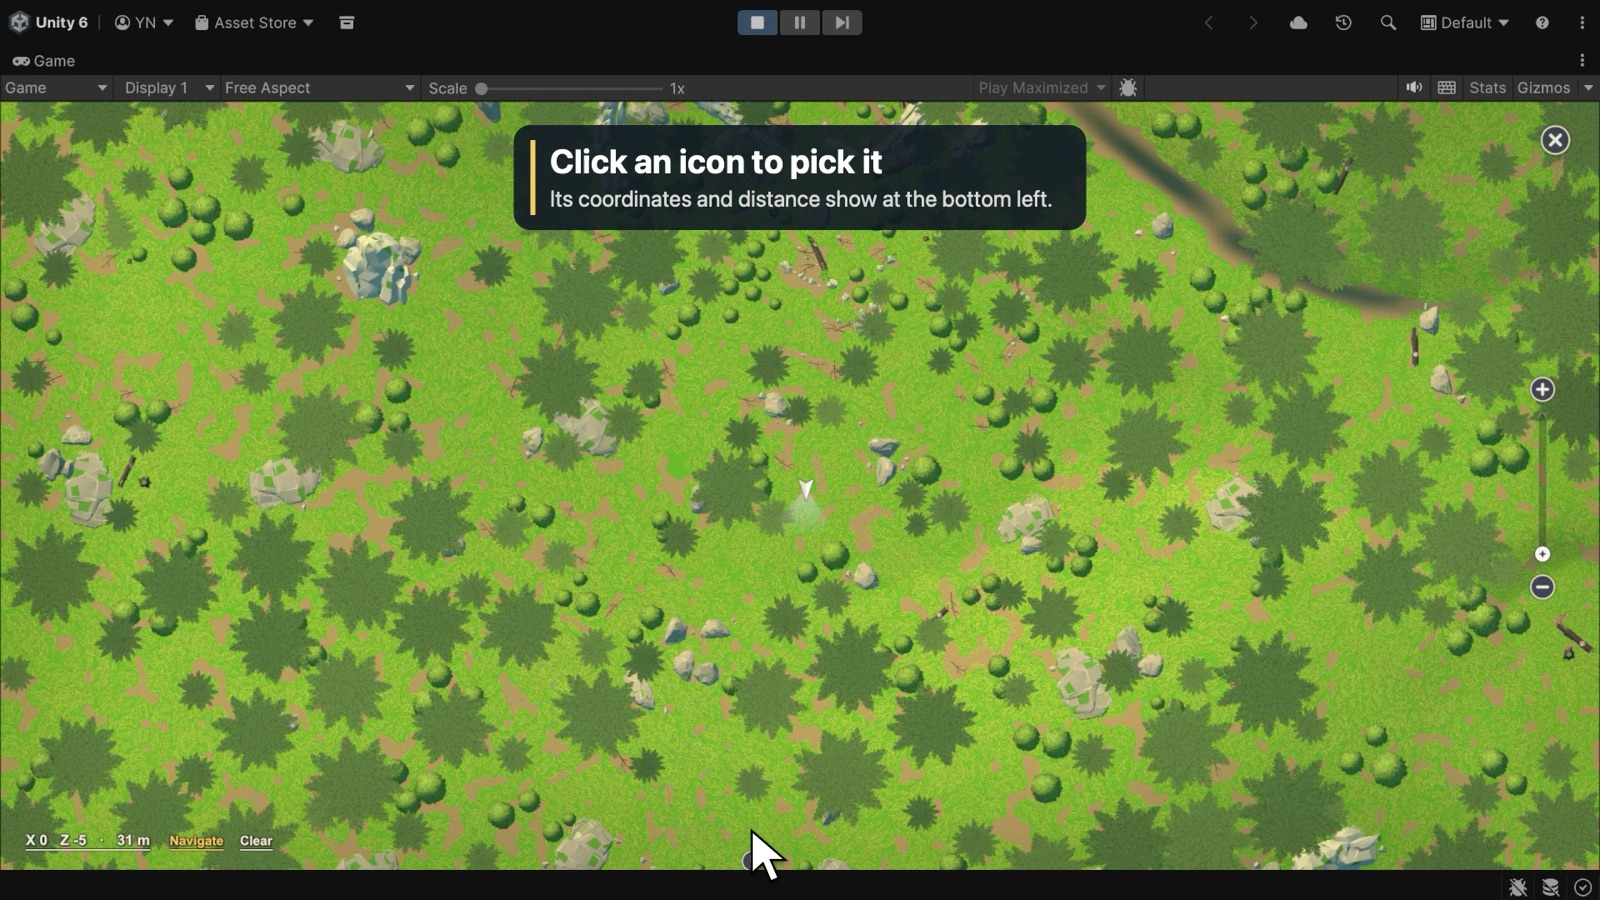 Unity 6
YN
Asset Store
Default
Game
Game
Display 1
Free Aspect
Scale
1x
Play Maximized
Stats
Gizmos
Click an icon to pick it
Its coordinates and distance show at the bottom left.
X 0 Z -5 · 31 m
Navigate
Clear